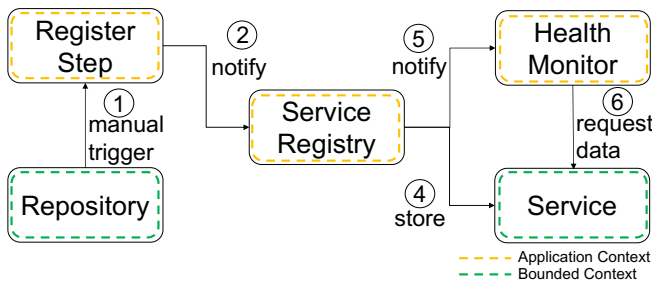 Register
Step
2
notify
5
notify
Health
Monitor
1
manual
trigger
Service
Registry
6
request
data
Repository
4
store
Service
Application Context
Bounded Context